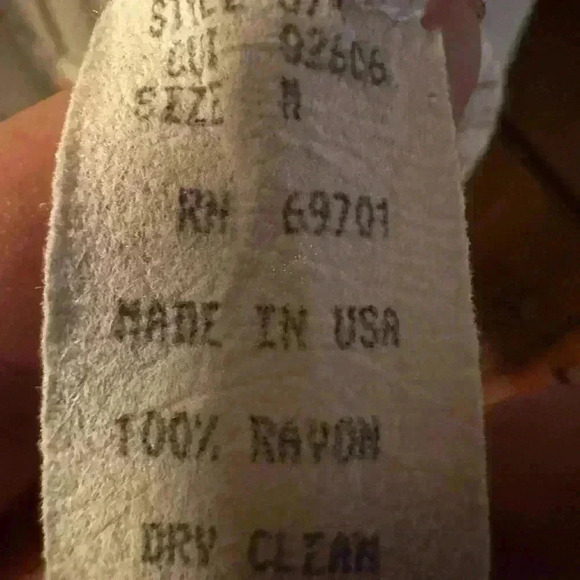 CUT 92606
SIZE M
RN 69701
MADE IN USA
100% RAYON
DRY CLEAN